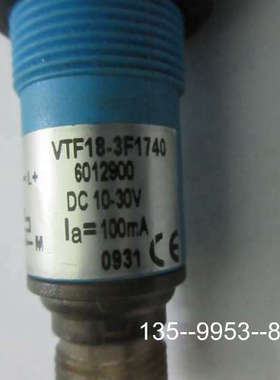 VTF18-3F1740
6012900
L+
DC 10-30V
Ia=100mA
M
0931 CE
135--9953--8